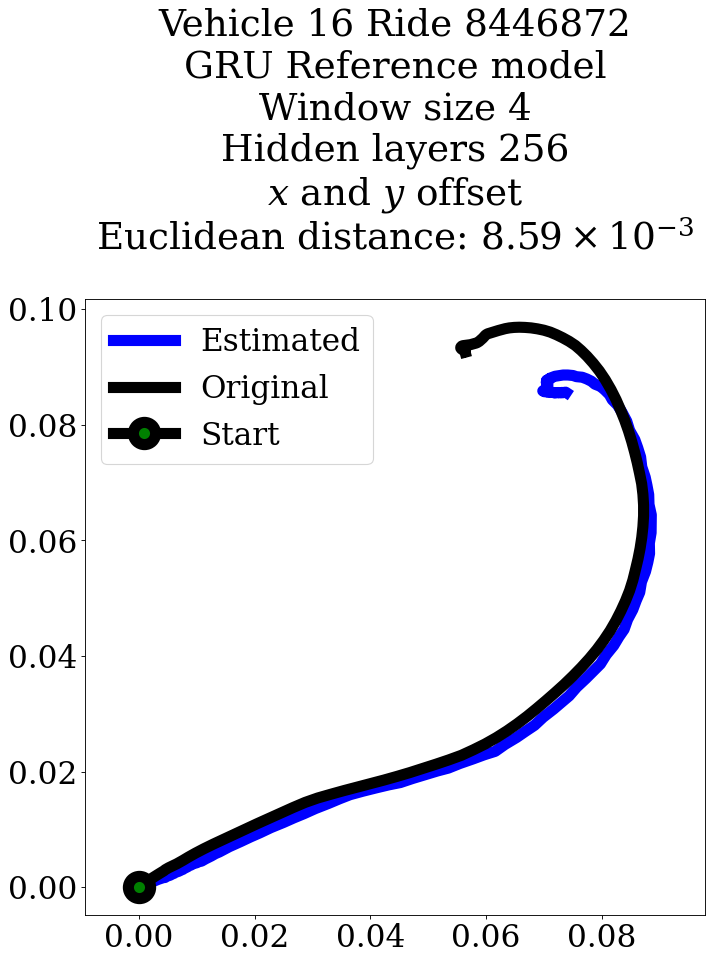 Vehicle 16 Ride 8446872
GRU Reference model
Window size 4
Hidden layers 256
x and y offset
Euclidean distance: 8.59 × 10⁻³
Estimated
Original
Start
0.10
0.08
0.06
0.04
0.02
0.00
0.00 0.02 0.04 0.06 0.08